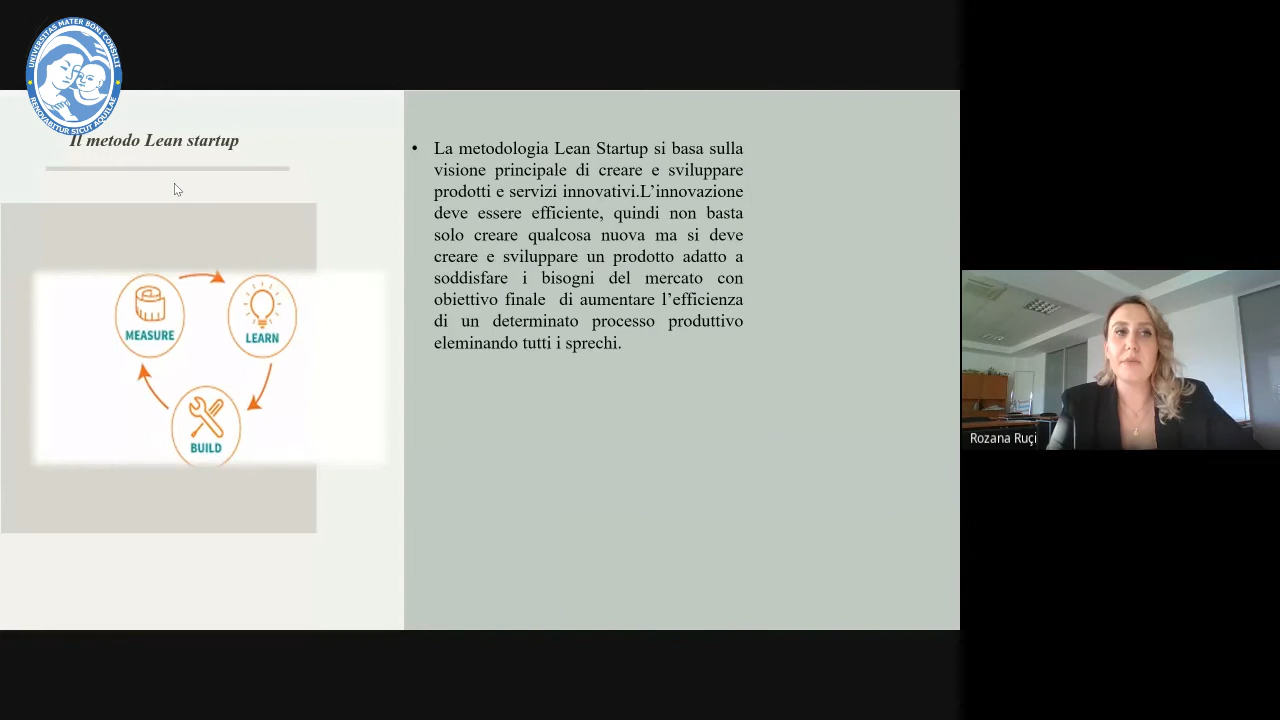 UNIVERSITAS MATER BONI CONSILII
RENOVABITUR SICUT AQUILAE
Il metodo Lean startup
MEASURE
LEARN
BUILD
• La metodologia Lean Startup si basa sulla
visione principale di creare e sviluppare
prodotti e servizi innovativi.L’innovazione
deve essere efficiente, quindi non basta
solo creare qualcosa nuova ma si deve
creare e sviluppare un prodotto adatto a
soddisfare i bisogni del mercato con
obiettivo finale di aumentare l’efficienza
di un determinato processo produttivo
eleminando tutti i sprechi.
Rozana Ruçi